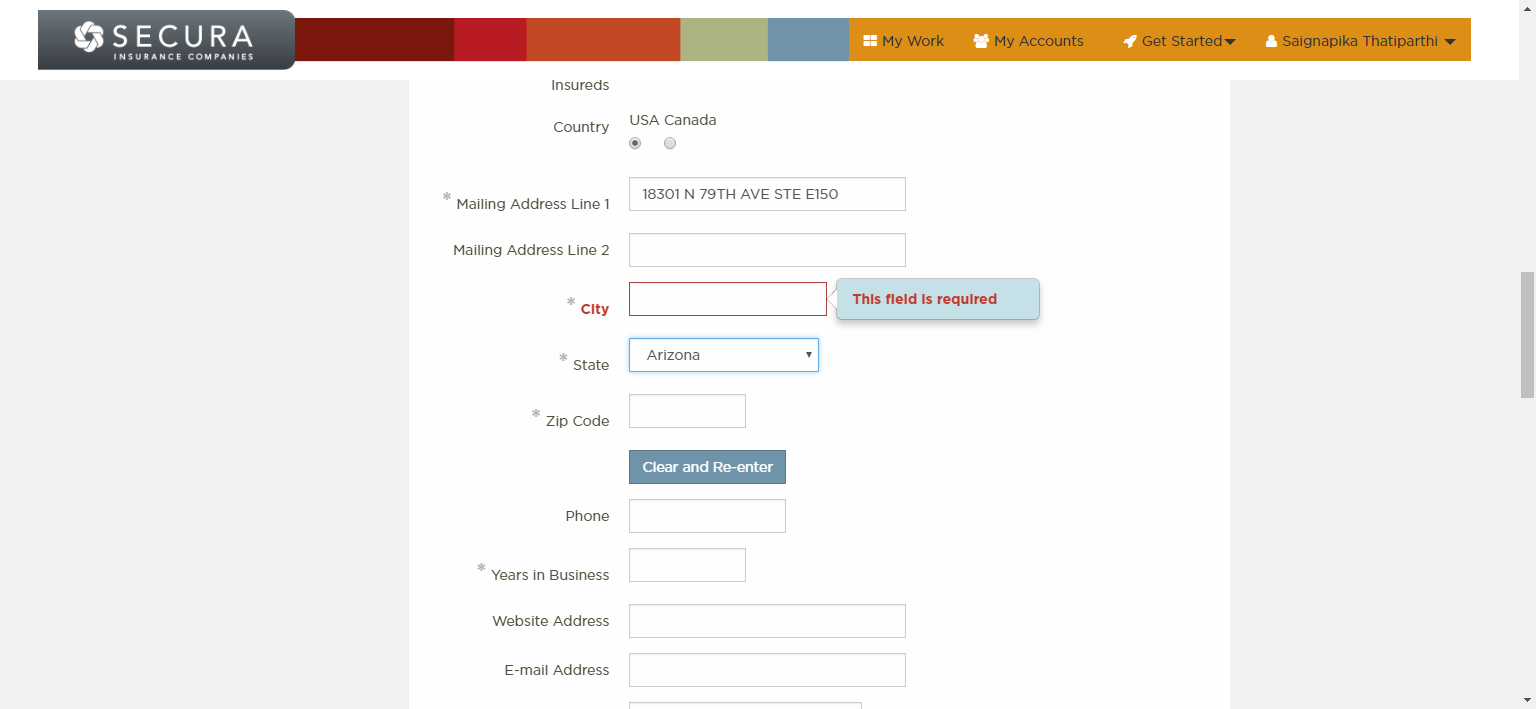 SECURA
INSURANCE COMPANIES
My Work
My Accounts
Get Started
Saignapika Thatiparthi
Insureds
Country
USA Canada
* Mailing Address Line 1
18301 N 79TH AVE STE E150
Mailing Address Line 2
* City
This field is required
* State
Arizona
* Zip Code
Clear and Re-enter
Phone
* Years in Business
Website Address
E-mail Address